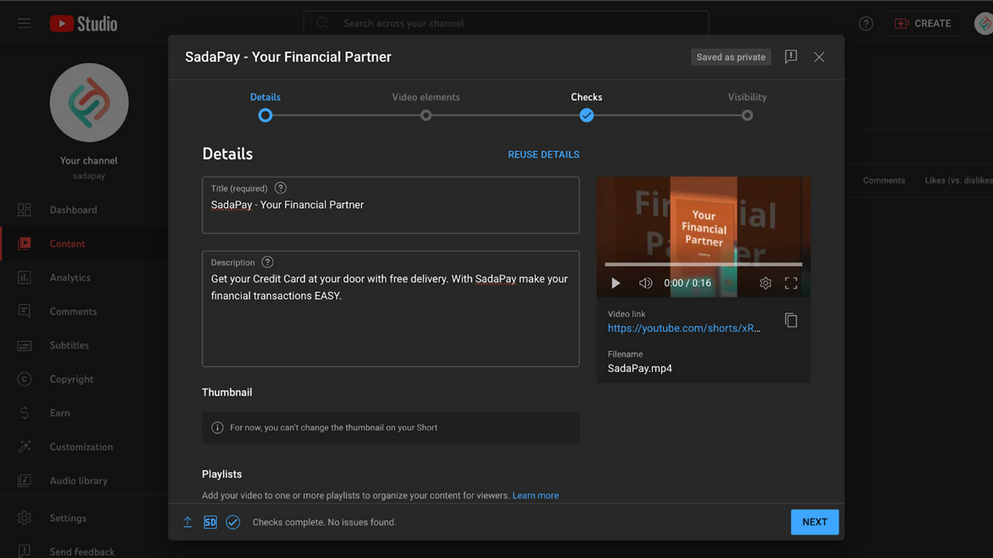 Studio
Search across your channel
CREATE
SadaPay - Your Financial Partner
Saved as private
Details
Video elements
Checks
Visibility
Your channel
sadapay
Dashboard
Content
Analytics
Comments
Subtitles
Copyright
Earn
Customization
Audio library
Settings
Send feedback
Details
REUSE DETAILS
Title (required)
SadaPay - Your Financial Partner
Description
Get your Credit Card at your door with free delivery. With SadaPay make your
financial transactions EASY.
Thumbnail
For now, you can't change the thumbnail on your Short
Playlists
Add your video to one or more playlists to organize your content for viewers. Learn more
Your
Financial
Partner
0:00 / 0:16
Video link
https://youtube.com/shorts/xR...
Filename
SadaPay.mp4
Comments
Likes (vs. dislikes
SD
Checks complete. No issues found.
NEXT